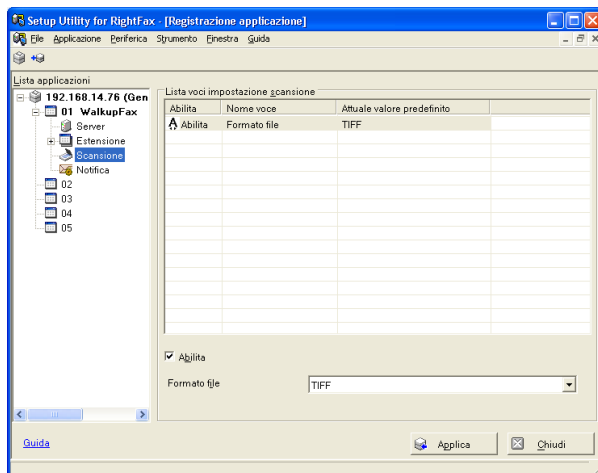 Setup Utility for RightFax - [Registrazione applicazione]
File Applicazione Periferica Strumento Finestra Guida
Lista applicazioni
192.168.14.76 (Gen
01 WalkupFax
Server
Estensione
Scansione
Notifica
02
03
04
05
Lista voci impostazione scansione
Abilita Nome voce Attuale valore predefinito
Abilita Formato file TIFF
Abilita
Formato file TIFF
Guida Applica Chiudi